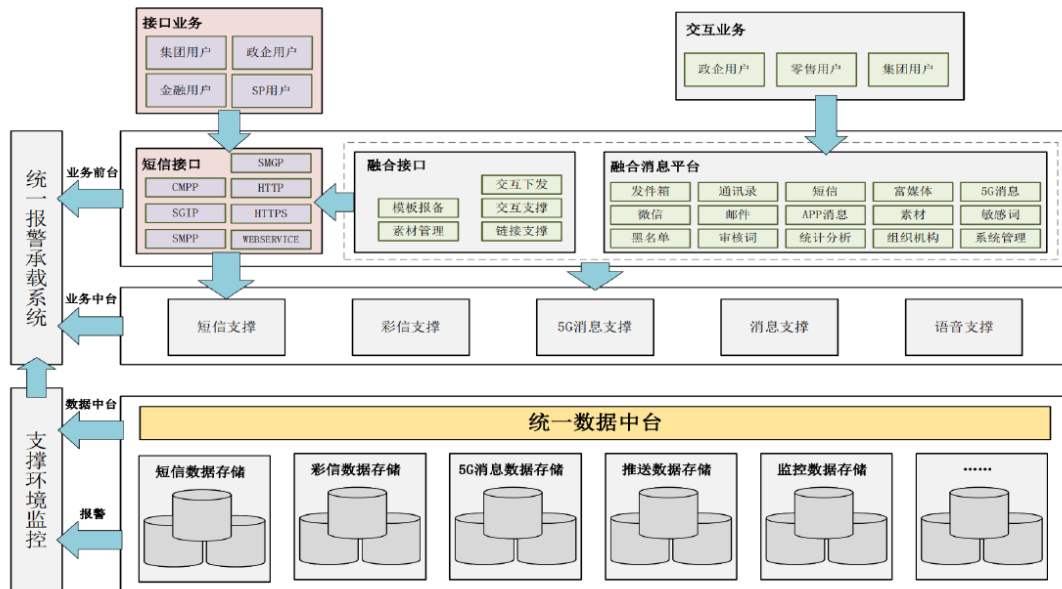 接口业务
集团用户
政企用户
金融用户
SP用户
交互业务
政企用户
零售用户
集团用户
统一报警承载系统
业务前台
短信接口
SMGP
CMPP
HTTP
SGIP
HTTPS
SMPP
WEBSERVICE
融合接口
交互下发
模板报备
交互支撑
素材管理
链接支撑
融合消息平台
发件箱
通讯录
短信
富媒体
5G消息
微信
邮件
APP消息
素材
敏感词
黑名单
审核词
统计分析
组织机构
系统管理
业务中台
短信支撑
彩信支撑
5G消息支撑
消息支撑
语音支撑
支撑环境监控
数据中台
报警
统一数据中台
短信数据存储
彩信数据存储
5G消息数据存储
推送数据存储
监控数据存储
……